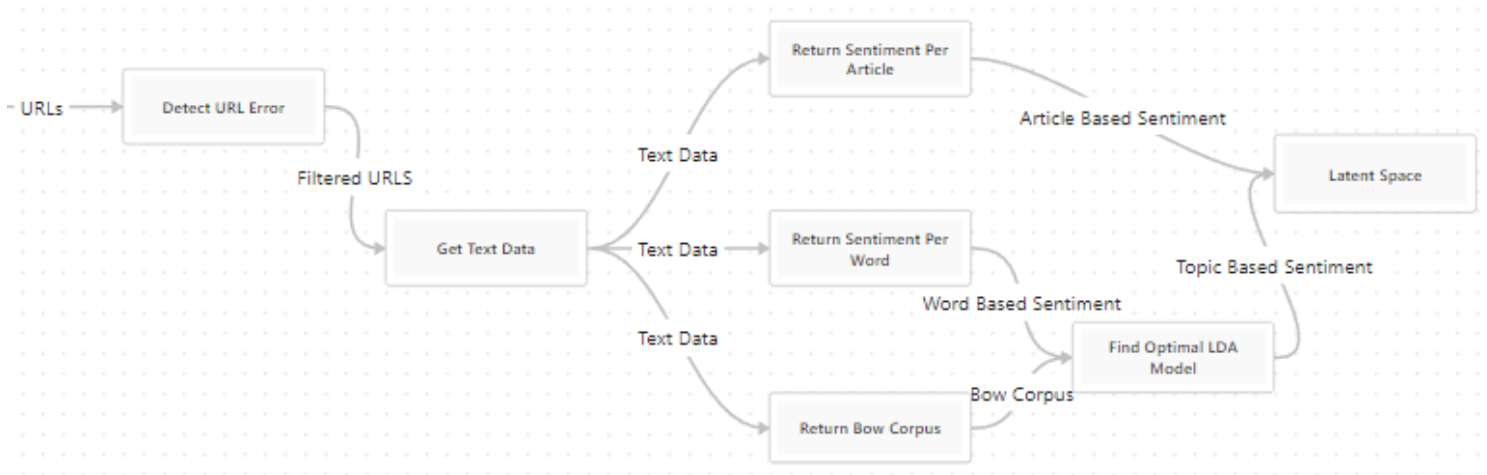 URLs
Detect URL Error
Filtered URLS
Get Text Data
Text Data
Text Data
Text Data
Return Sentiment Per
Article
Return Sentiment Per
Word
Return Bow Corpus
Article Based Sentiment
Word Based Sentiment
Bow Corpus
Find Optimal LDA
Model
Topic Based Sentiment
Latent Space